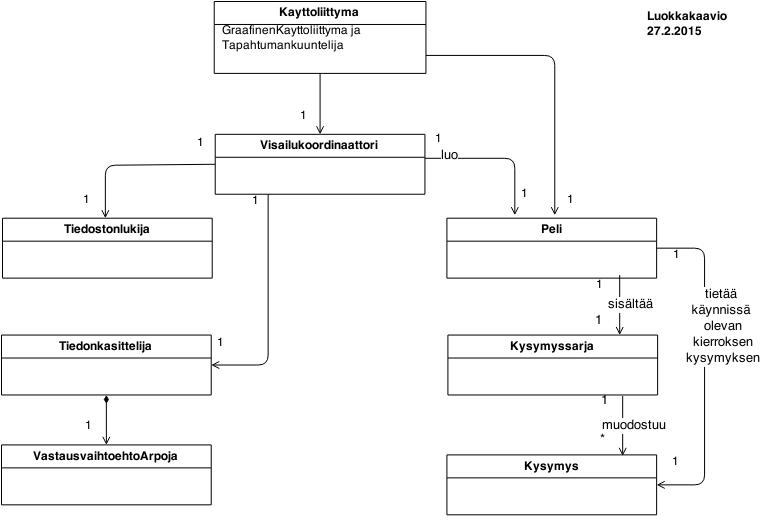 Kayttoliittyma
GraafinenKayttoliittyma ja
Tapahtumankuuntelija
Luokkakaavio
27.2.2015
1
1
Visailukoordinaattori
1
luo
1
1
1
1
Tiedostonlukija
Peli
1
1
sisältää
1
tietää
käynnissä
olevan
kierroksen
kysymyksen
1
Tiedonkasittelija
Kysymyssarja
1
1
muodostuu
*
VastausvaihtoehtoArpoja
Kysymys
1